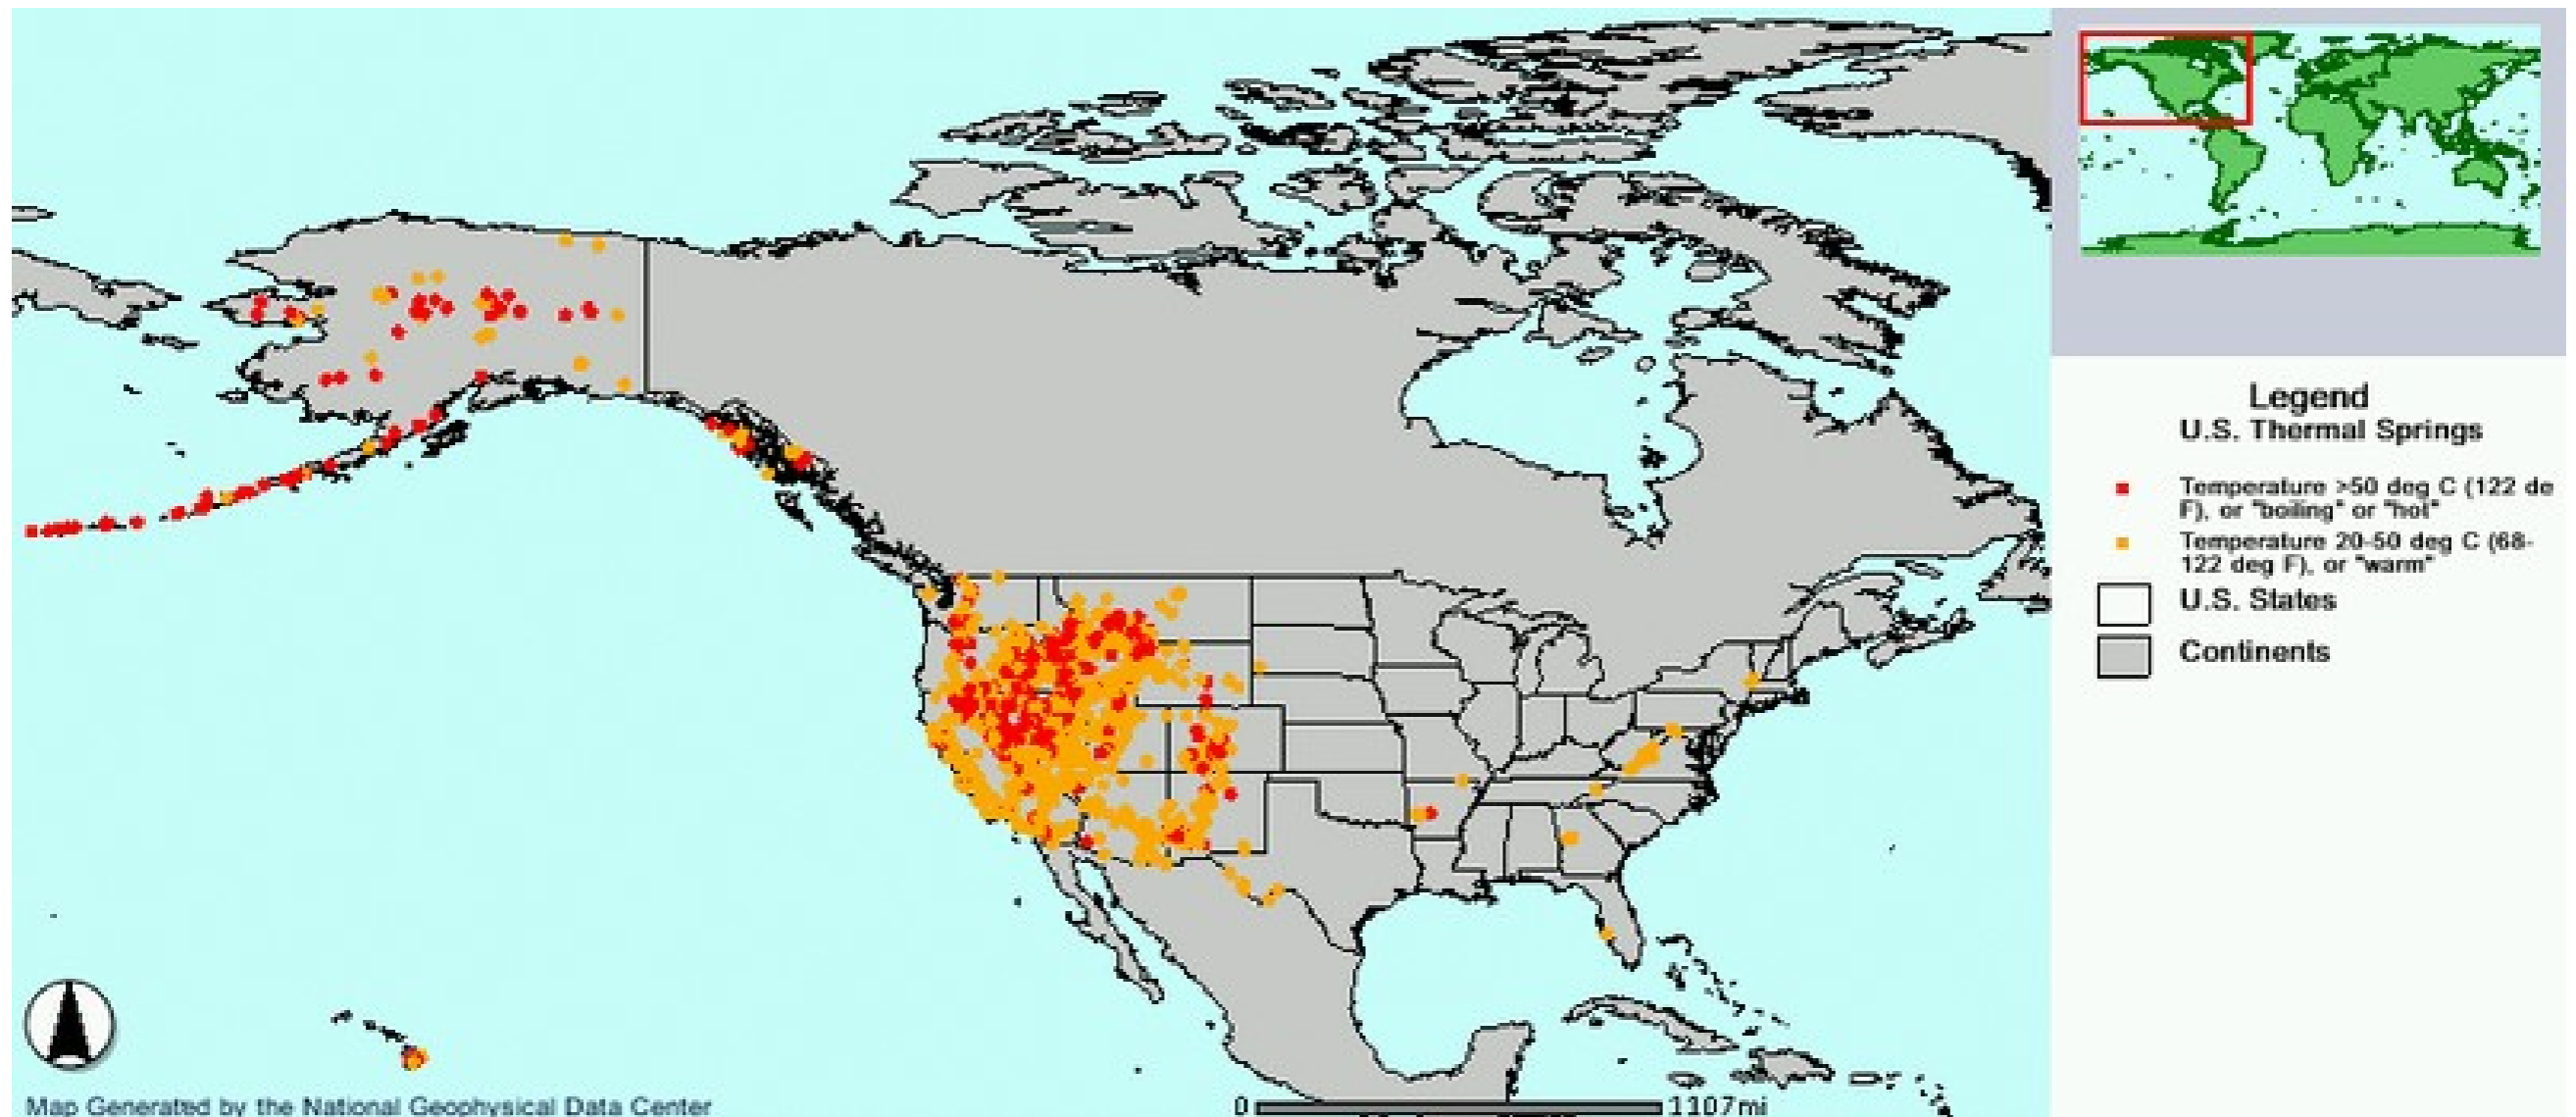 Legend
U.S. Thermal Springs
Temperature >50 deg C (122 de
F), or "boiling" or "hot"
Temperature 20-50 deg C (68-
122 deg F), or "warm"
U.S. States
Continents
0 1107mi
Map Generated by the National Geophysical Data Center